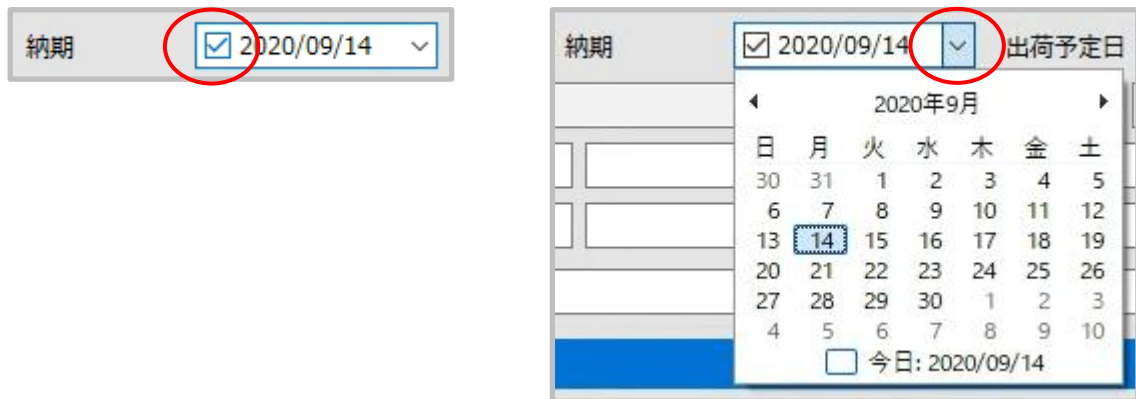 納期 2020/09/14
納期 2020/09/14 出荷予定日
2020年9月
日 月 火 水 木 金 土
30 31 1 2 3 4 5
6 7 8 9 10 11 12
13 14 15 16 17 18 19
20 21 22 23 24 25 26
27 28 29 30 1 2 3
4 5 6 7 8 9 10
今日: 2020/09/14